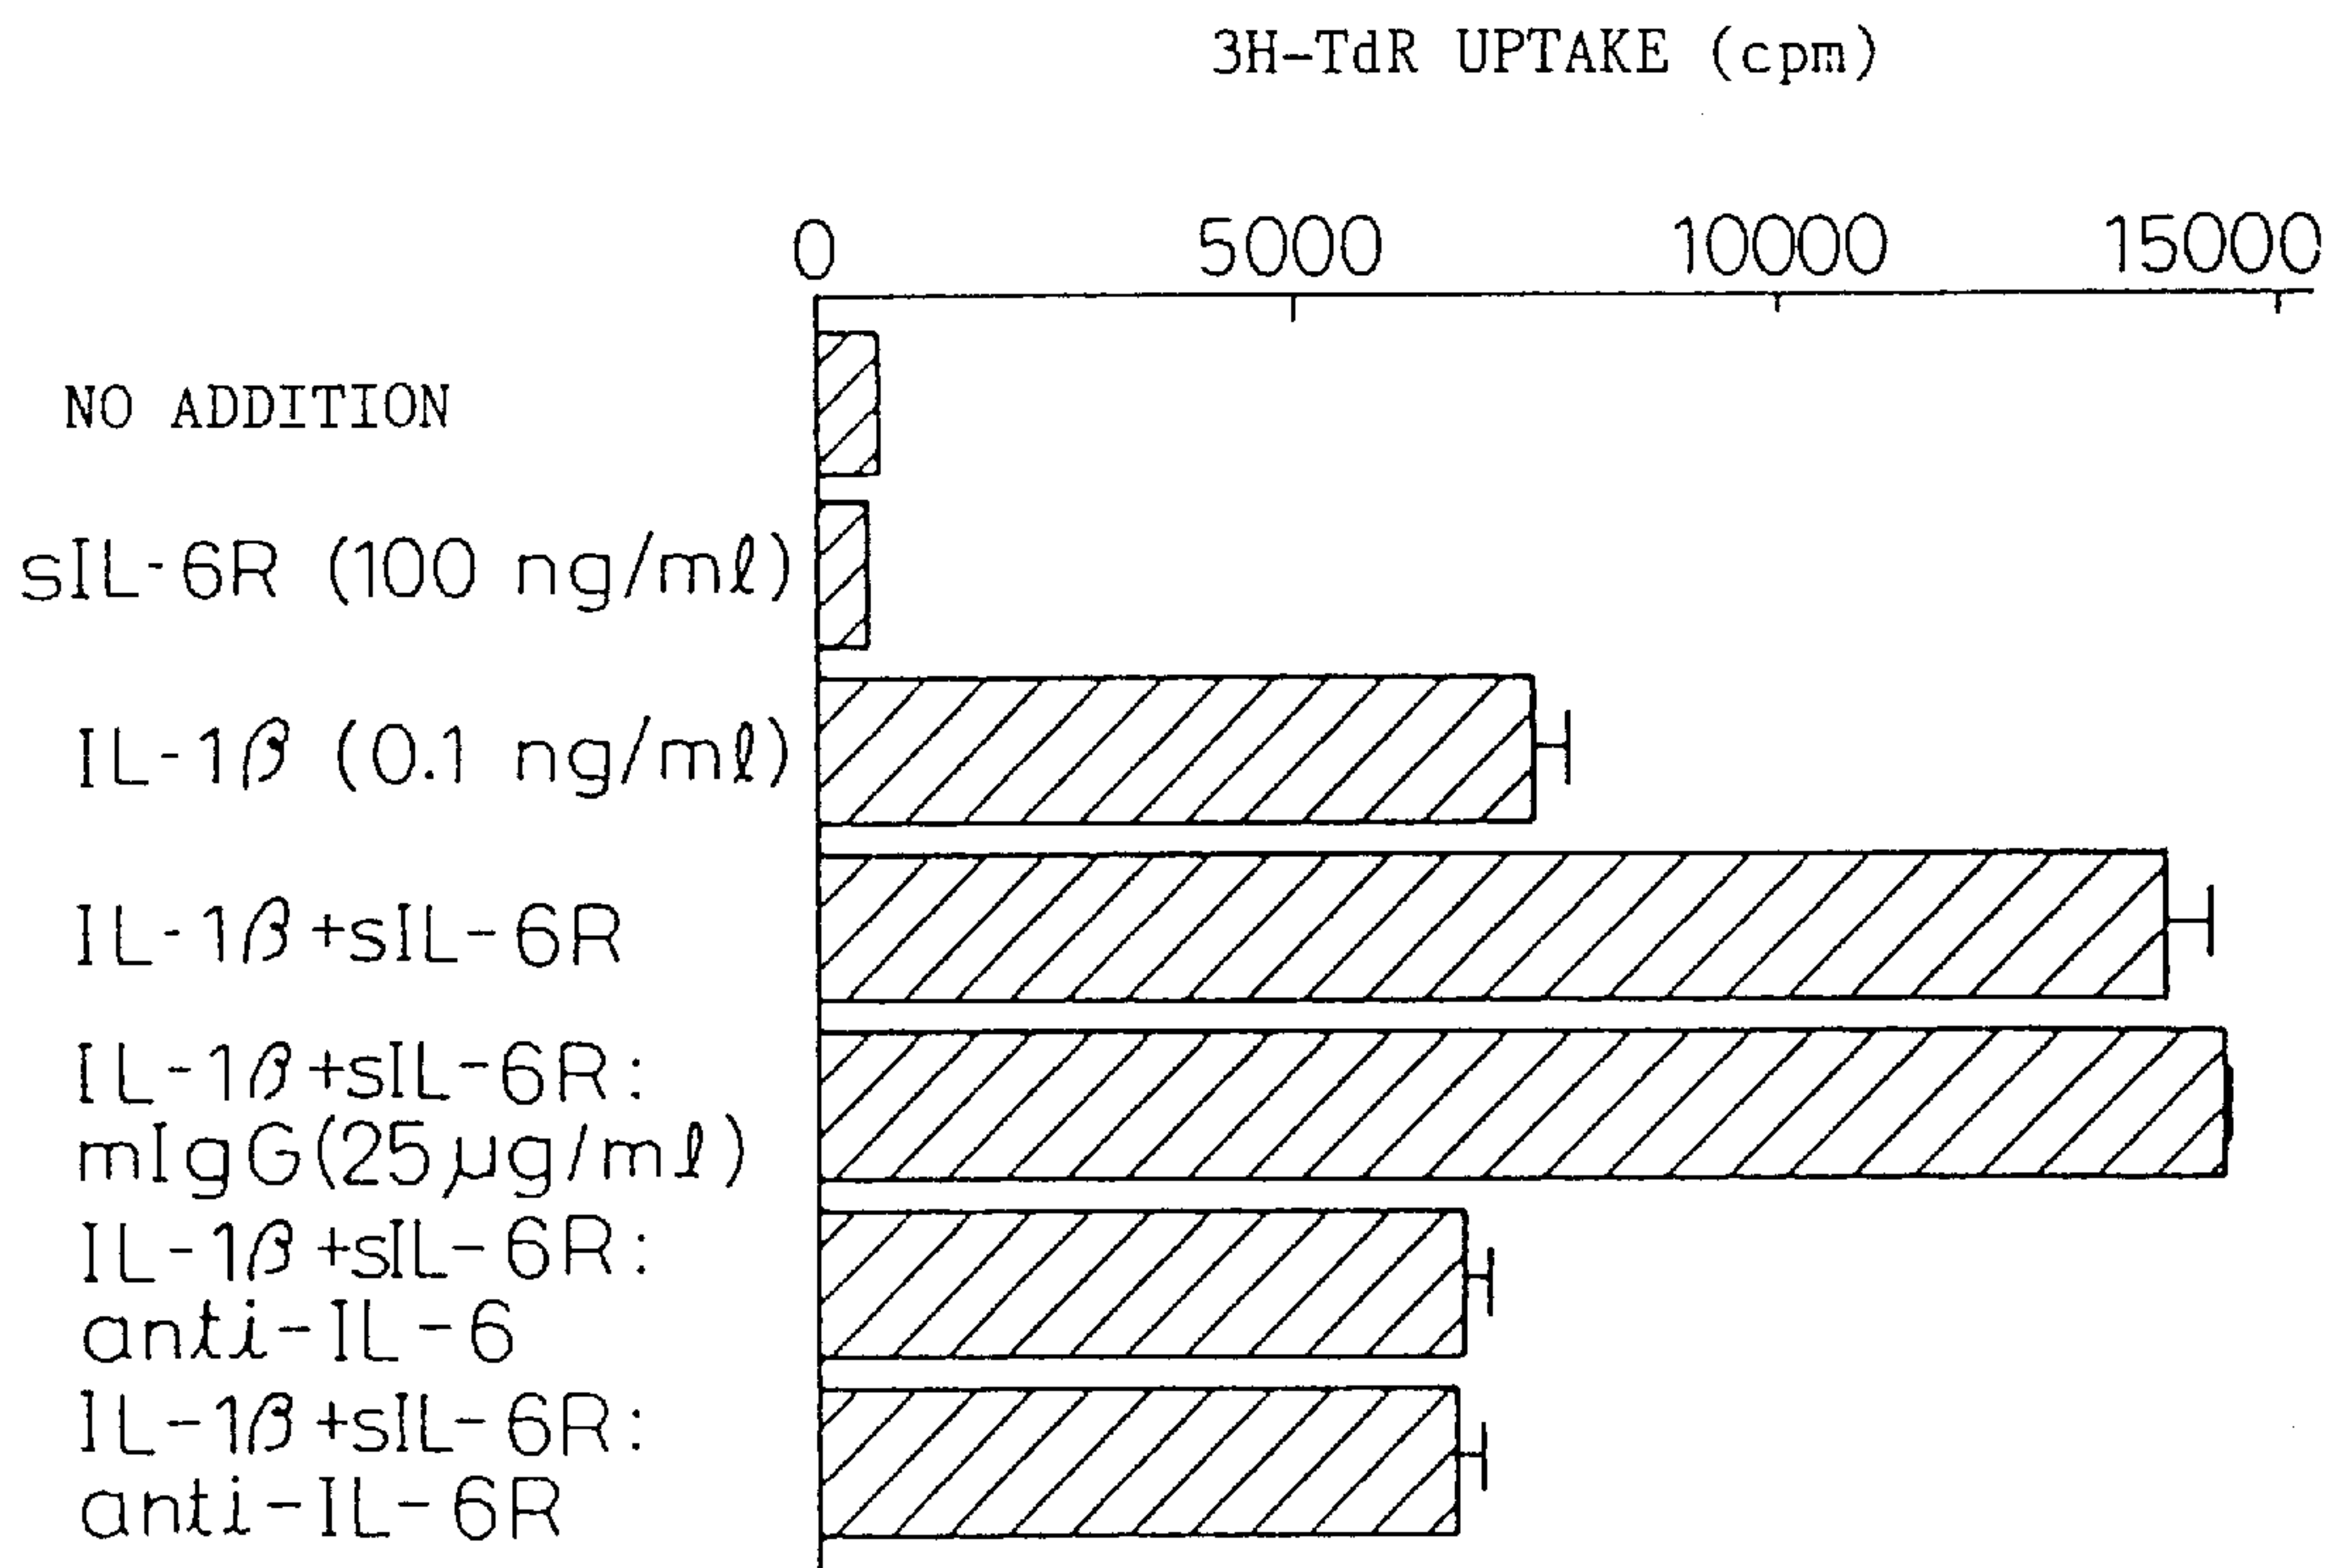 3H-TdR UPTAKE (cpm)
0 5000 10000 15000
NO ADDITION
sIL-6R (100 ng/mℓ)
IL-1β (0.1 ng/mℓ)
IL-1β+sIL-6R
IL-1β+sIL-6R:
mIgG(25μg/mℓ)
IL-1β+sIL-6R:
anti-IL-6
IL-1β+sIL-6R:
anti-IL-6R